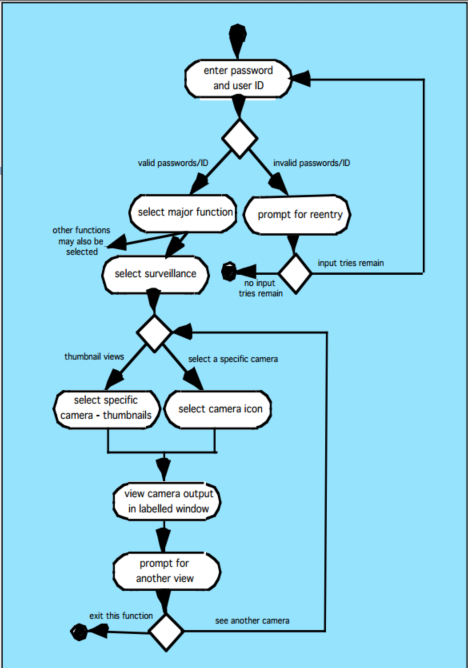 enter password
and user ID
valid passwords/ID
invalid passwords/ID
select major function
prompt for reentry
other functions
may also be
selected
input tries remain
select surveillance
no input
tries remain
thumbnail views
select a specific camera
select specific
camera - thumbnails
select camera icon
view camera output
in labelled window
prompt for
another view
exit this function
see another camera